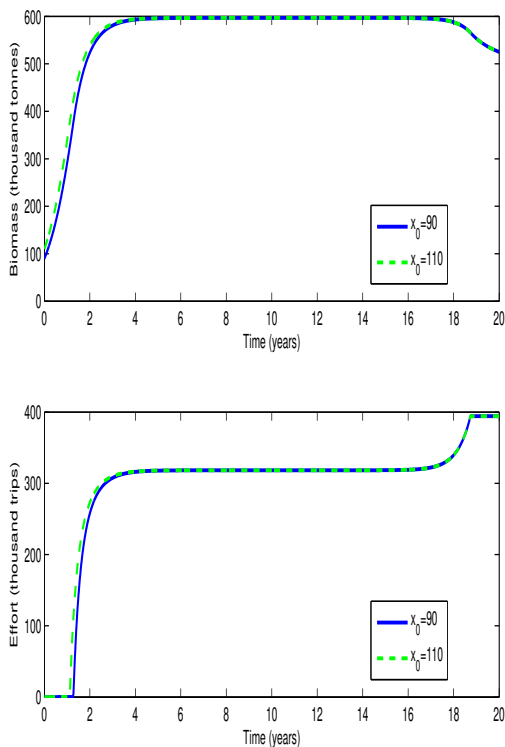 600
500
400
300
200
100
0
Biomass (thousand tonnes)
x0=90
x0=110
0 2 4 6 8 10 12 14 16 18 20
Time (years)
400
300
200
100
0
Effort (thousand trips)
x0=90
x0=110
0 2 4 6 8 10 12 14 16 18 20
Time (years)